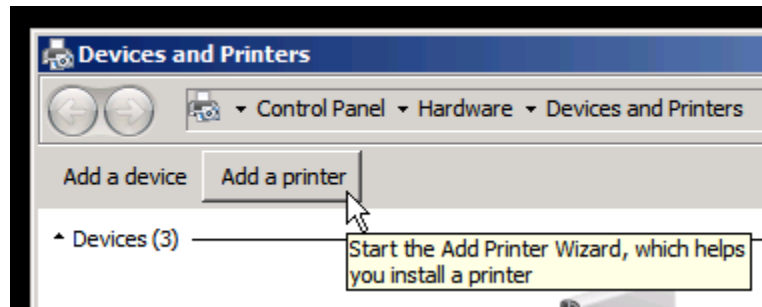 Devices and Printers
Control Panel Hardware Devices and Printers
Add a device Add a printer
Devices (3)
Start the Add Printer Wizard, which helps
you install a printer